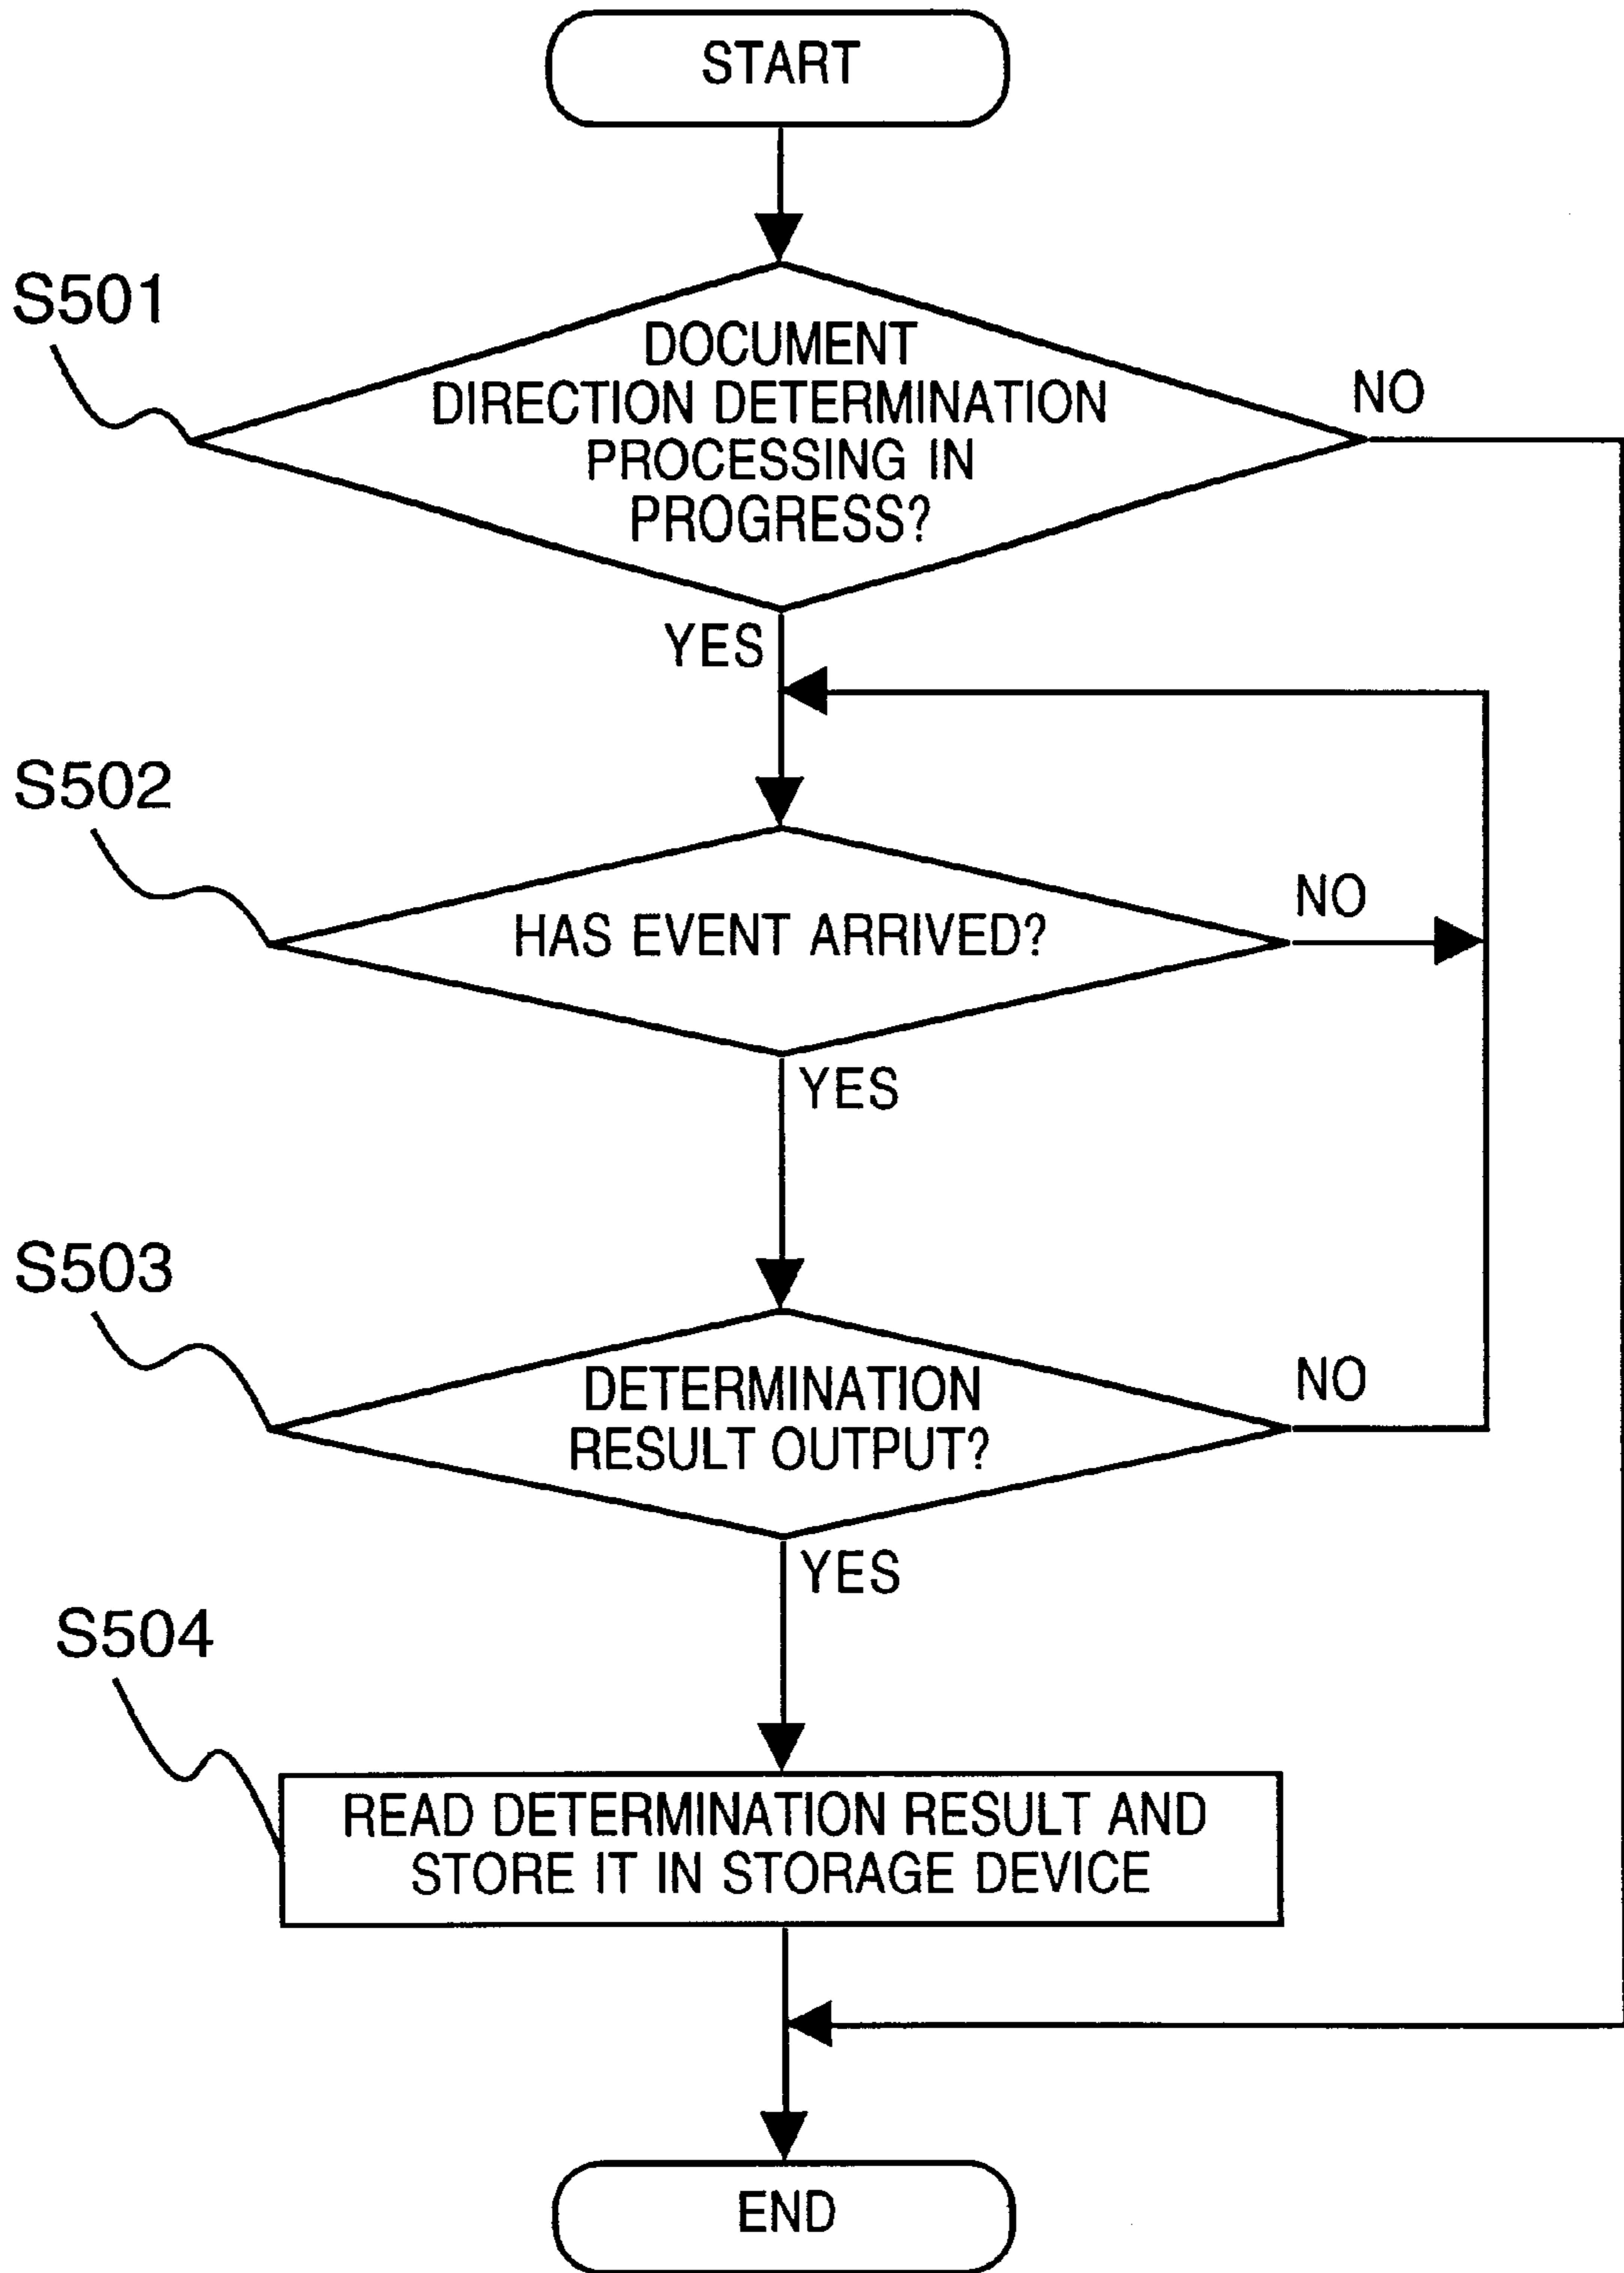 START
S501
DOCUMENT
DIRECTION DETERMINATION
PROCESSING IN
PROGRESS?
NO
YES
S502
HAS EVENT ARRIVED?
NO
YES
S503
DETERMINATION
RESULT OUTPUT?
NO
YES
S504
READ DETERMINATION RESULT AND
STORE IT IN STORAGE DEVICE
END